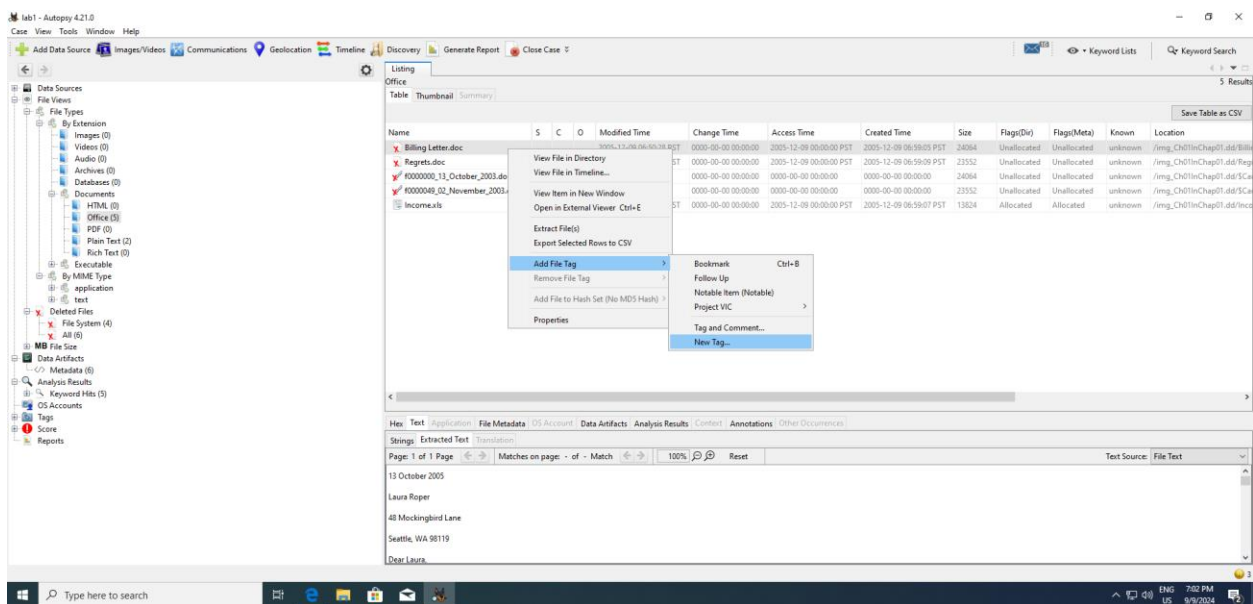 lab1 - Autopsy 4.21.0
Case View Tools Window Help
Add Data Source Images/Videos Communications Geolocation Timeline Discovery Generate Report Close Case
Keyword Lists Keyword Search
Data Sources
File Views
File Types
By Extension
Images (0)
Videos (0)
Audio (0)
Archives (0)
Databases (0)
Documents
HTML (0)
Office (5)
PDF (0)
Plain Text (2)
Rich Text (0)
Executable
By MIME Type
application
text
Deleted Files
File System (4)
All (6)
MB File Size
Data Artifacts
Metadata (6)
Analysis Results
Keyword Hits (5)
OS Accounts
Tags
Score
Reports
Listing
Office
5 Results
Table Thumbnail Summary
Save Table as CSV
Name S C O Modified Time Change Time Access Time Created Time Size Flags(Dir) Flags(Meta) Known Location
Billing Letter.doc 0000-00-00 00:00:00 2005-12-09 00:00:00 PST 2005-12-09 06:59:05 PST 24064 Unallocated Unallocated unknown /img_Ch01InChap01.dd/Billi
Regrets.doc ST 0000-00-00 00:00:00 2005-12-09 00:00:00 PST 2005-12-09 06:59:09 PST 23552 Unallocated Unallocated unknown /img_Ch01InChap01.dd/Regr
f0000000_13_October_2003.do 0000-00-00 00:00:00 0000-00-00 00:00:00 0000-00-00 00:00:00 24064 Unallocated Unallocated unknown /img_Ch01InChap01.dd/$Ca
f0000049_02_November_2003. 0000-00-00 00:00:00 0000-00-00 00:00:00 0000-00-00 00:00:00 23552 Unallocated Unallocated unknown /img_Ch01InChap01.dd/$Ca
Income.xls ST 0000-00-00 00:00:00 2005-12-09 00:00:00 PST 2005-12-09 06:59:07 PST 13824 Allocated Allocated unknown /img_Ch01InChap01.dd/Inco
View File in Directory
View File in Timeline...
View Item in New Window
Open in External Viewer Ctrl+E
Extract File(s)
Export Selected Rows to CSV
Add File Tag
Remove File Tag
Add File to Hash Set (No MD5 Hash)
Properties
Bookmark Ctrl+B
Follow Up
Notable Item (Notable)
Project VIC
Tag and Comment...
New Tag...
Hex Text Application File Metadata OS Account Data Artifacts Analysis Results Context Annotations Other Occurrences
Strings Extracted Text Translation
Page: 1 of 1 Page Matches on page: - of - Match 100% Reset Text Source: File Text
13 October 2005
Laura Roper
48 Mockingbird Lane
Seattle, WA 98119
Dear Laura,
3
Type here to search
ENG 7:02 PM
US 9/9/2024